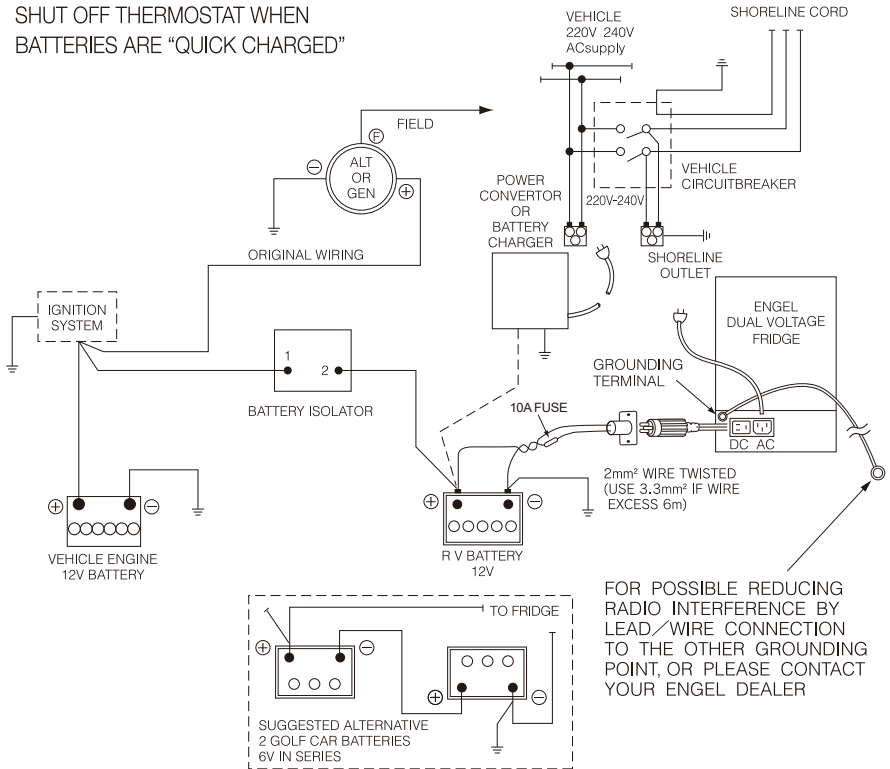 SHUT OFF THERMOSTAT WHEN
BATTERIES ARE “QUICK CHARGED”
VEHICLE
220V 240V
ACsupply
SHORELINE CORD
FIELD
F
ALT
OR
GEN
⊖
⊕
ORIGINAL WIRING
VEHICLE
CIRCUITBREAKER
220V-240V
POWER
CONVERTOR
OR
BATTERY
CHARGER
SHORELINE
OUTLET
IGNITION
SYSTEM
1
2
BATTERY ISOLATOR
ENGEL
DUAL VOLTAGE
FRIDGE
GROUNDING
TERMINAL
10A FUSE
DC AC
2mm² WIRE TWISTED
(USE 3.3mm² IF WIRE
EXCESS 6m)
⊕ ⊖
VEHICLE ENGINE
12V BATTERY
⊕ ⊖
R V BATTERY
12V
FOR POSSIBLE REDUCING
RADIO INTERFERENCE BY
LEAD/WIRE CONNECTION
TO THE OTHER GROUNDING
POINT, OR PLEASE CONTACT
YOUR ENGEL DEALER
TO FRIDGE
⊕ ⊖
⊕ ⊖
SUGGESTED ALTERNATIVE
2 GOLF CAR BATTERIES
6V IN SERIES